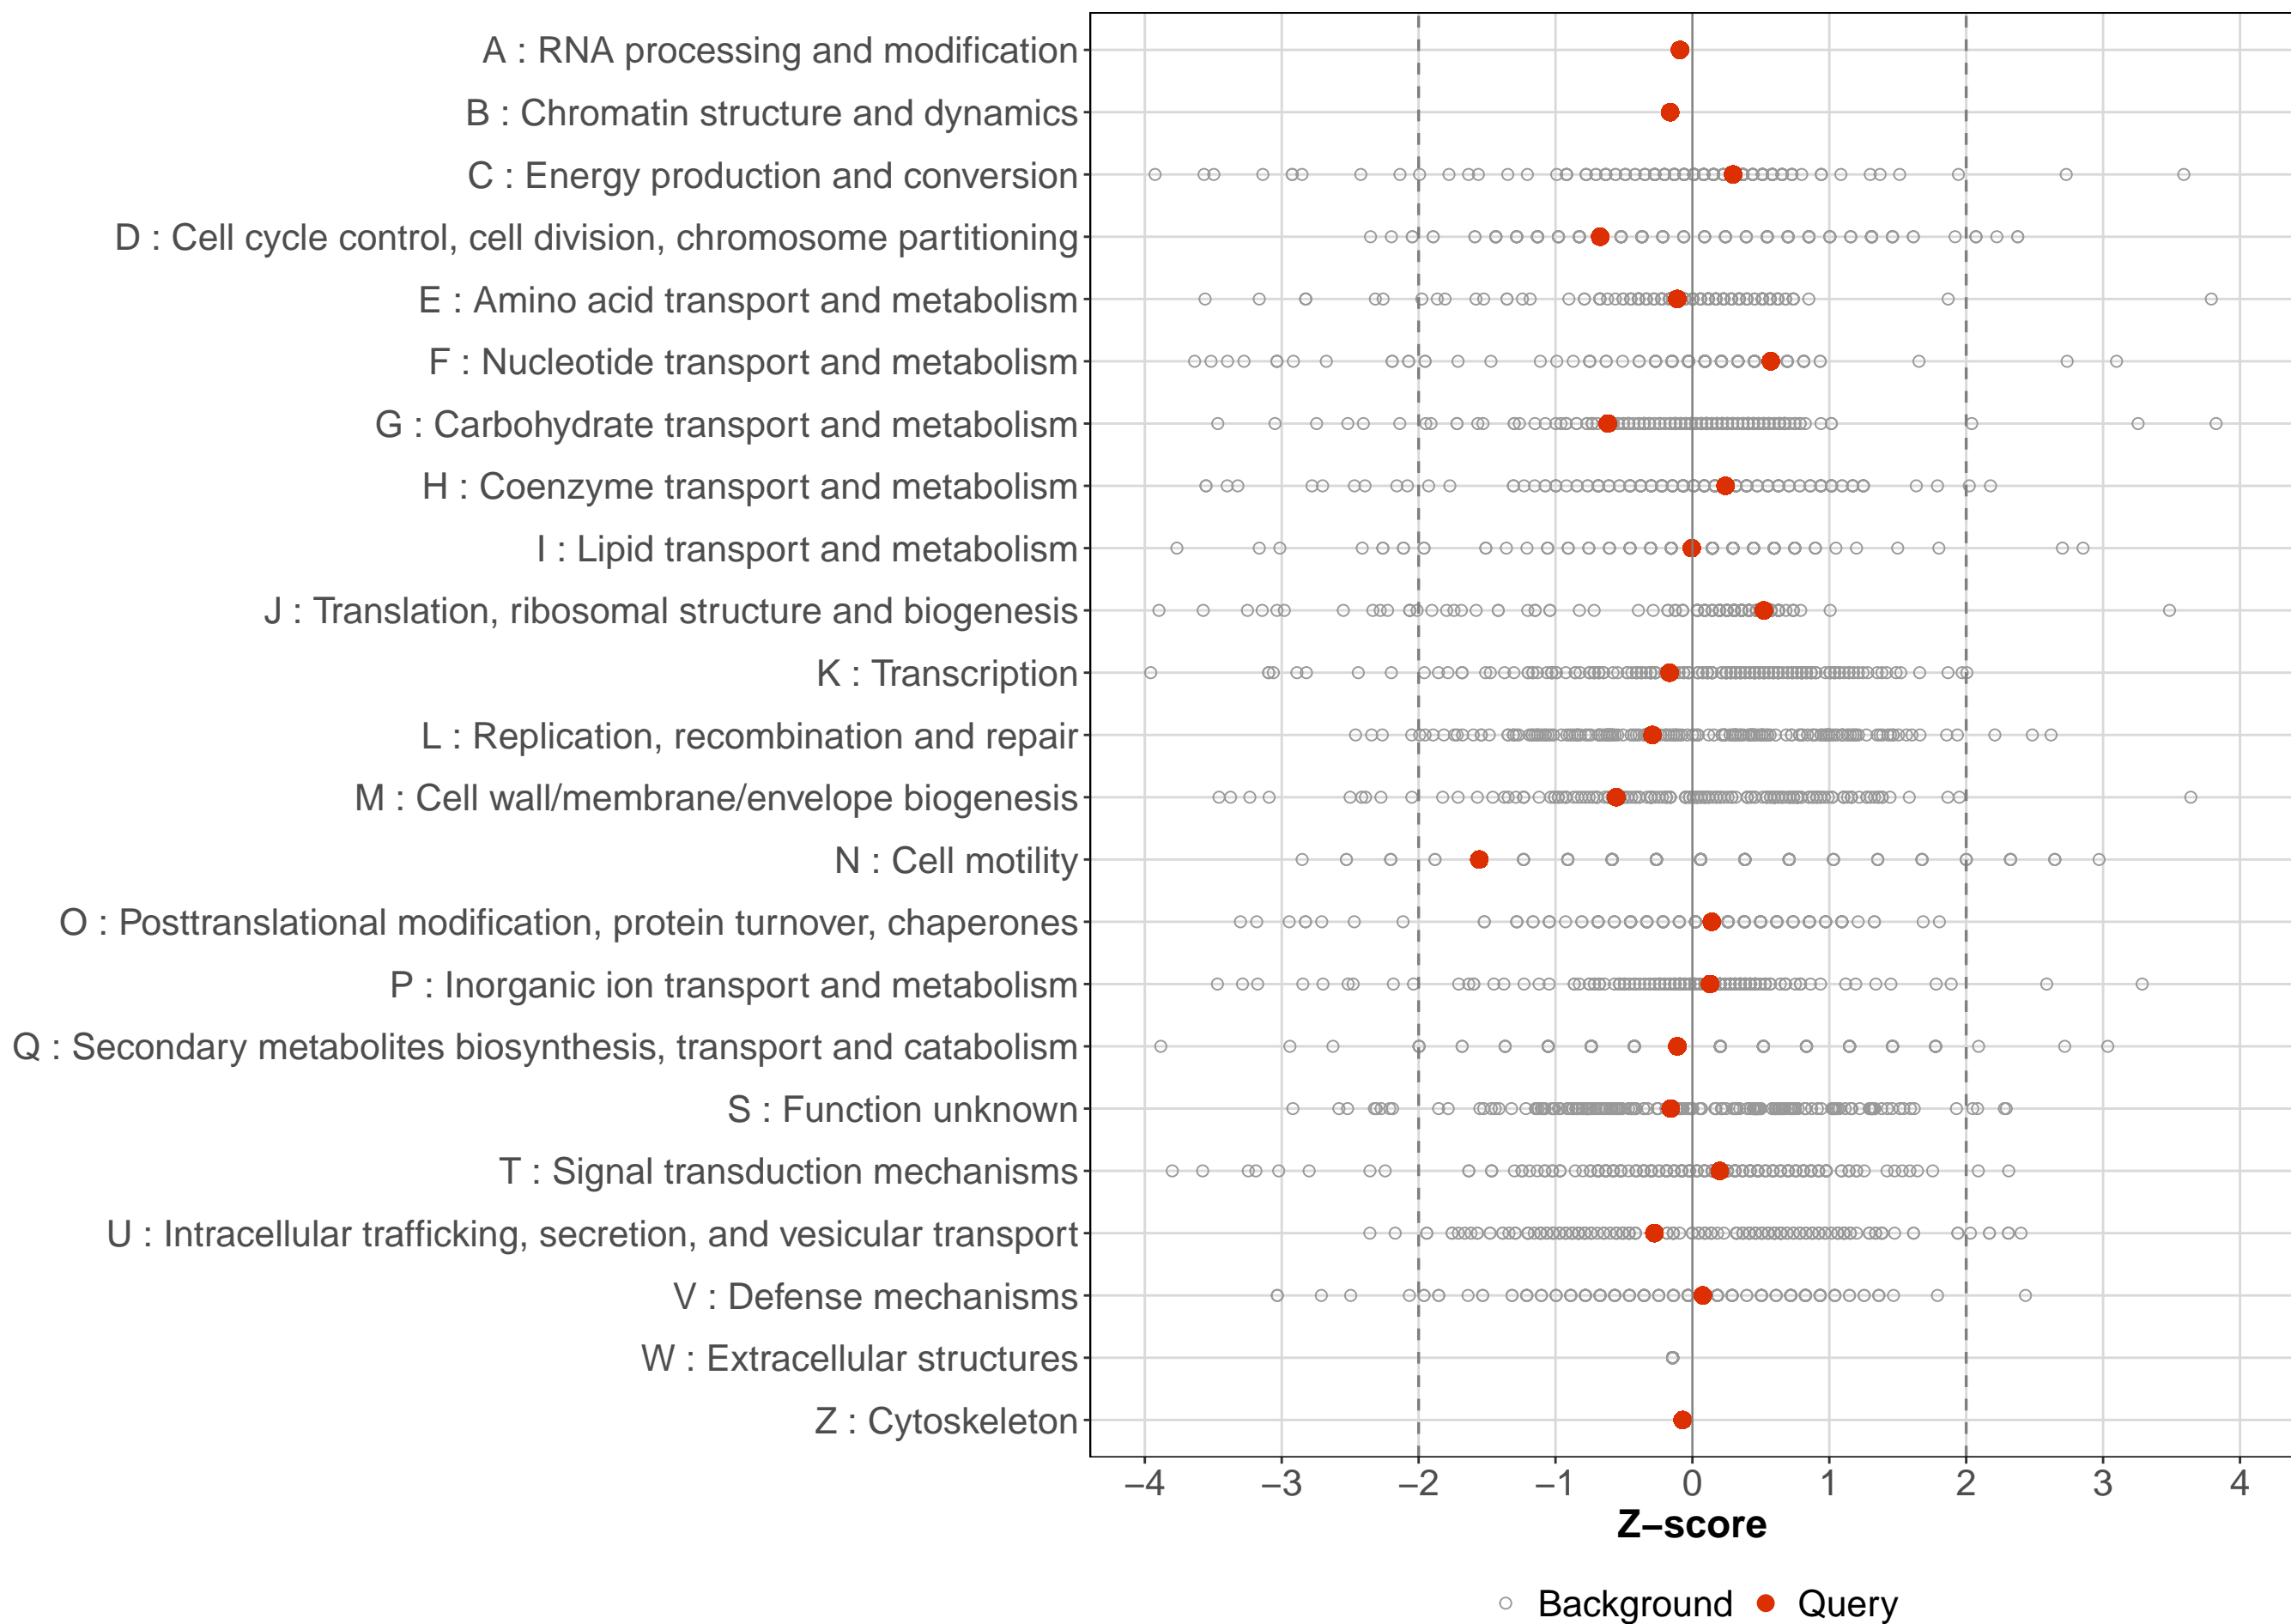 A : RNA processing and modification
B : Chromatin structure and dynamics
C : Energy production and conversion
D : Cell cycle control, cell division, chromosome partitioning
E : Amino acid transport and metabolism
F : Nucleotide transport and metabolism
G : Carbohydrate transport and metabolism
H : Coenzyme transport and metabolism
I : Lipid transport and metabolism
J : Translation, ribosomal structure and biogenesis
K : Transcription
L : Replication, recombination and repair
M : Cell wall/membrane/envelope biogenesis
N : Cell motility
O : Posttranslational modification, protein turnover, chaperones
P : Inorganic ion transport and metabolism
Q : Secondary metabolites biosynthesis, transport and catabolism
S : Function unknown
T : Signal transduction mechanisms
U : Intracellular trafficking, secretion, and vesicular transport
V : Defense mechanisms
W : Extracellular structures
Z : Cytoskeleton
−4 −3 −2 −1 0 1 2 3 4
Z−score
Background Query